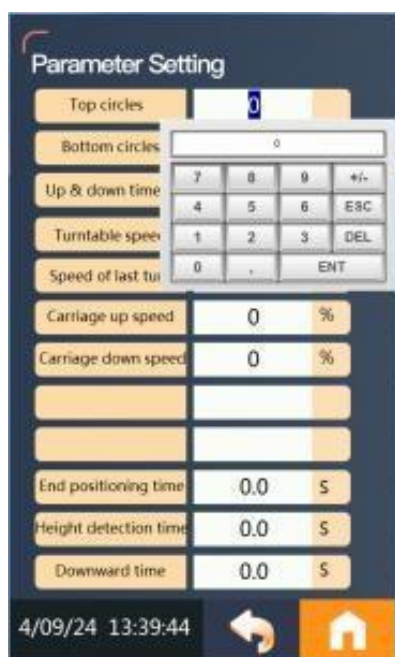 Parameter Setting
Top circles 0
Bottom circles
0
Up & down time
7 8 9 +/-
4 5 6 ESC
Turntable speed
1 2 3 DEL
Speed of last tu
0 . ENT
Carriage up speed 0 %
Carriage down speed 0 %
End positioning time 0.0 S
Height detection time 0.0 S
Downward time 0.0 S
4/09/24 13:39:44